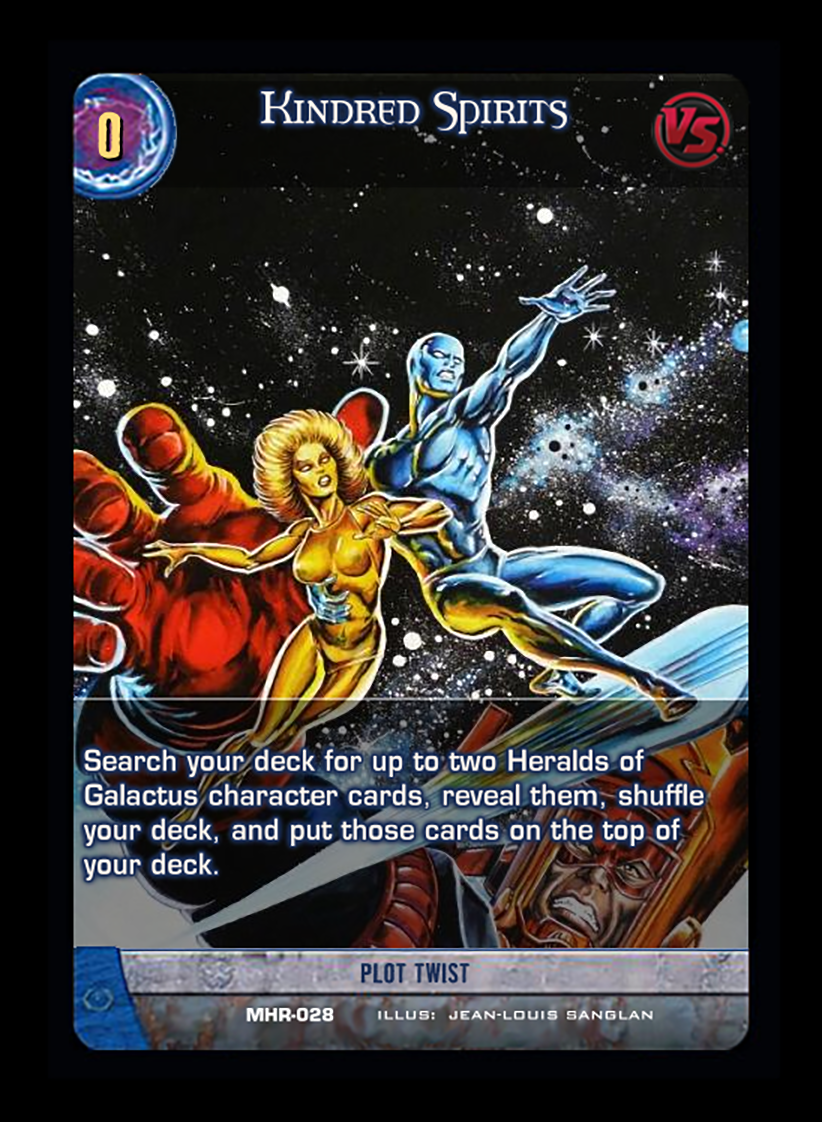 0
Kindred Spirits
VS.
Search your deck for up to two Heralds of
Galactus character cards, reveal them, shuffle
your deck, and put those cards on the top of
your deck.
PLOT TWIST
MHR-028 ILLUS: JEAN-LOUIS SANGLAN